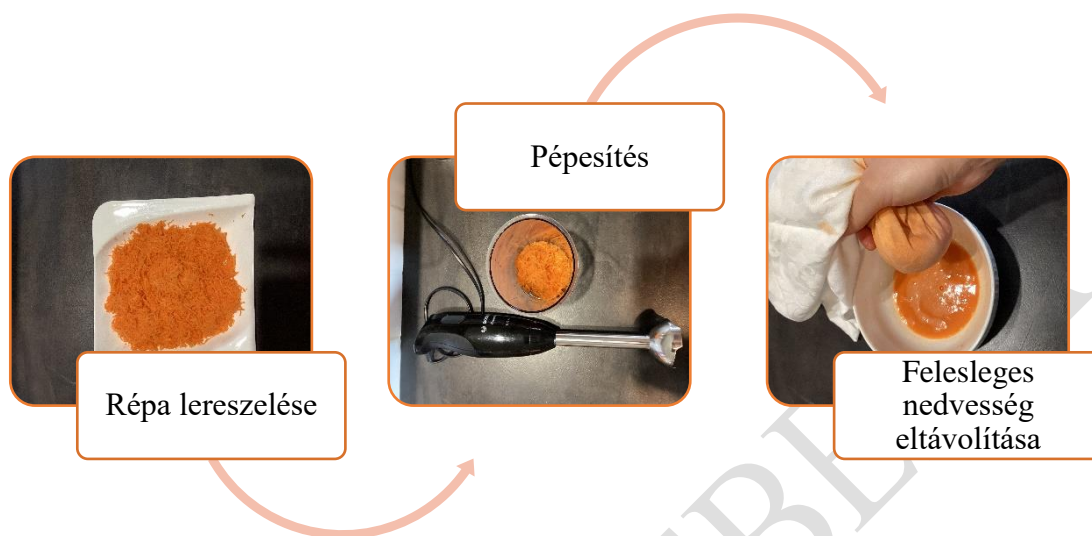 Répa lereszelése
Pépesítés
Felesleges
nedvesség
eltávolítása